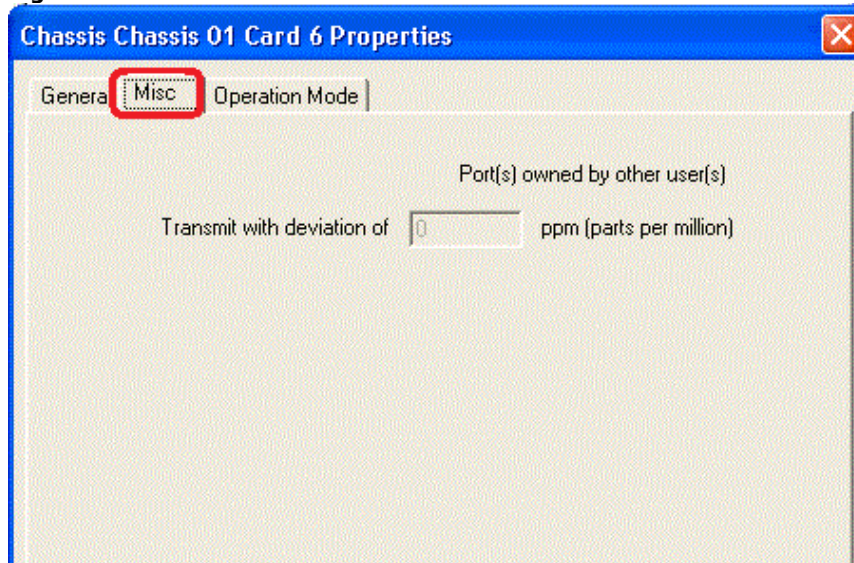 Chassis Chassis 01 Card 6 Properties
General Misc Operation Mode
Port(s) owned by other user(s)
Transmit with deviation of 0 ppm (parts per million)